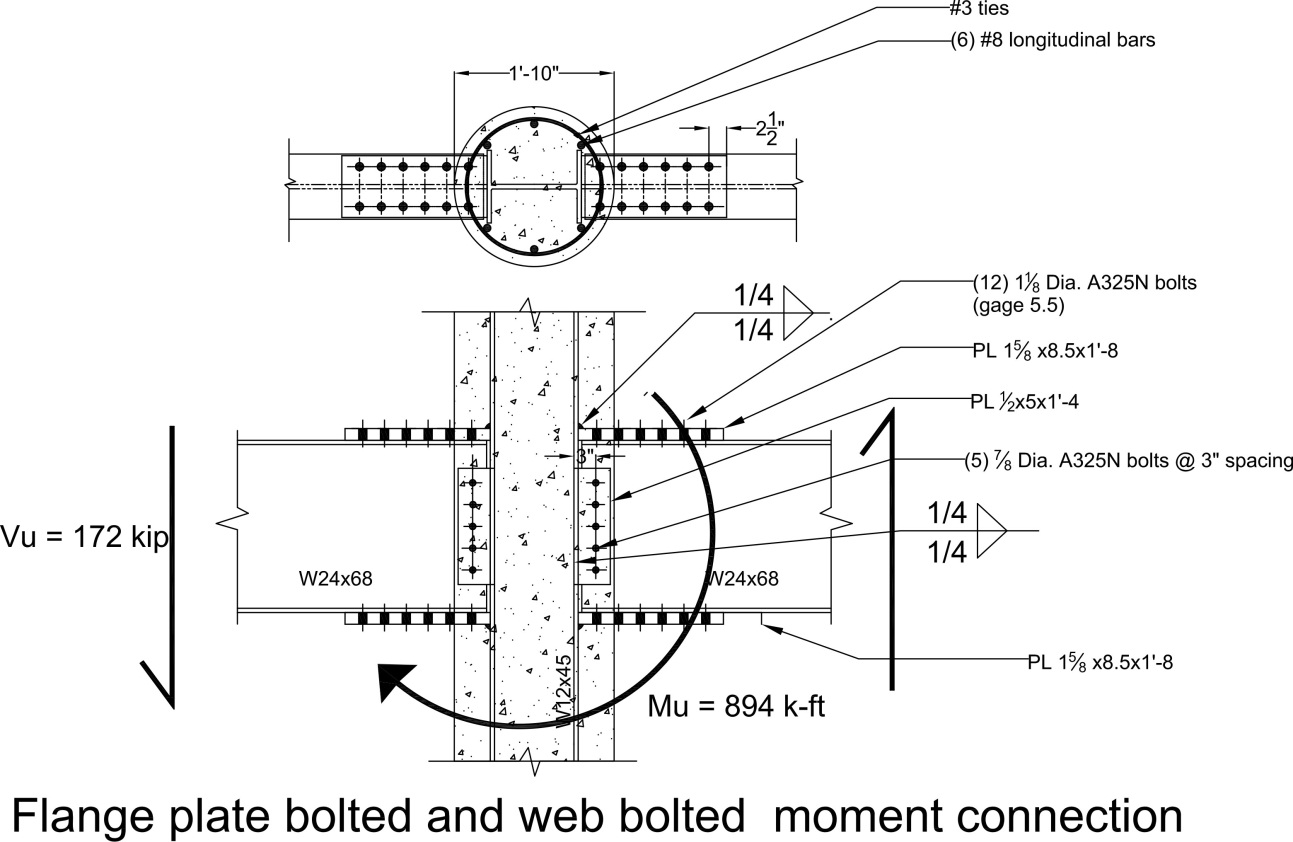 #3 ties
(6) #8 longitudinal bars
1'-10"
2½"
1/4
1/4
(12) 1⅛ Dia. A325N bolts
(gage 5.5)
PL 1⅝ x8.5x1'-8
PL ½x5x1'-4
3"
(5) ⅞ Dia. A325N bolts @ 3" spacing
1/4
1/4
Vu = 172 kip
W24x68
W24x68
W12x45
PL 1⅝ x8.5x1'-8
Mu = 894 k-ft
Flange plate bolted and web bolted moment connection